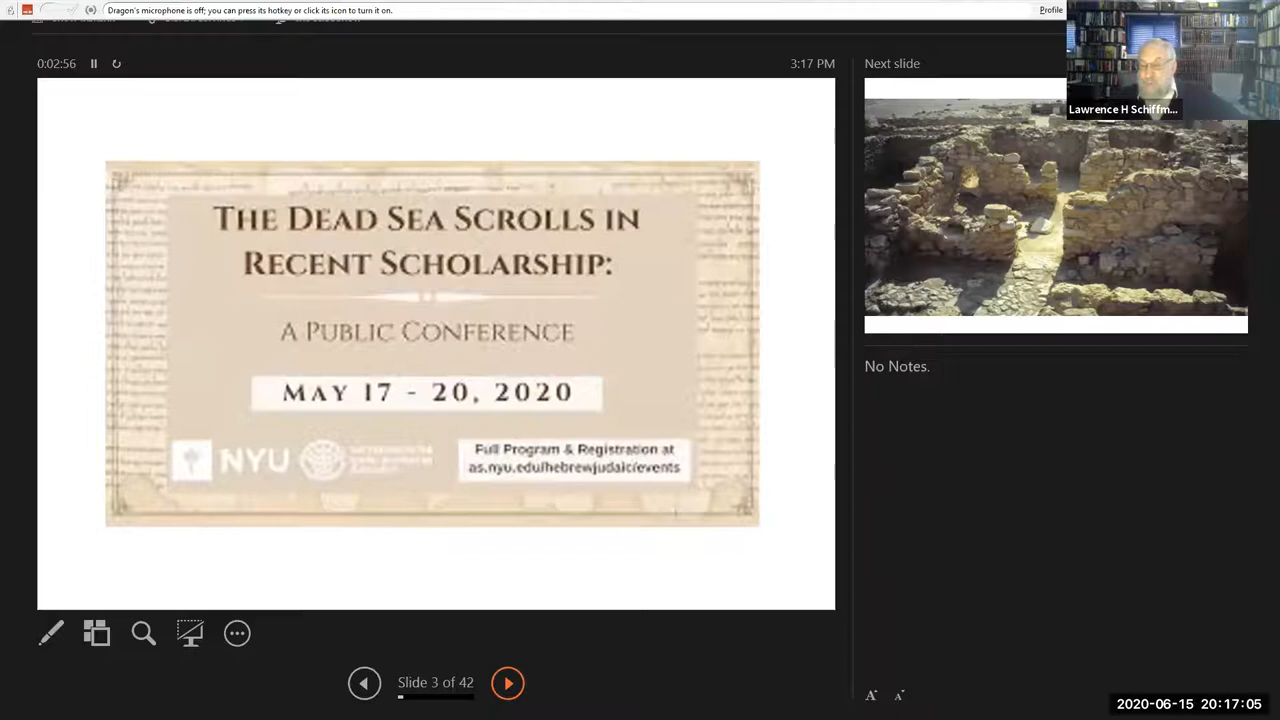 Dragon's microphone is off; you can press its hotkey or click its icon to turn it on.
Profile
0:02:56
3:17 PM
Next slide
Lawrence H Schiffm...
THE DEAD SEA SCROLLS IN
RECENT SCHOLARSHIP:
A PUBLIC CONFERENCE
MAY 17 - 20, 2020
NYU
Full Program & Registration at
as.nyu.edu/hebrewjudaic/events
No Notes.
Slide 3 of 42
2020-06-15 20:17:05